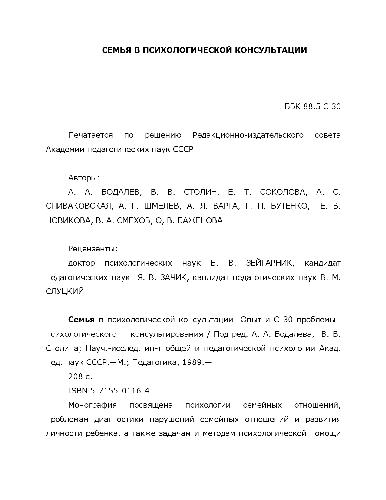 СЕМЬЯ В ПСИХОЛОГИЧЕСКОЙ КОНСУЛЬТАЦИИ
ББК 88.5 С 30
Печатается по решению Редакционно-издательского совета
Академии педагогических наук СССР
Авторы:
А. А. БОДАЛЕВ, В. В. СТОЛИН, Е. Т. СОКОЛОВА, А. С.
СПИВАКОВСКАЯ, А. Г. ШМЕЛЕВ, А. Я. ВАРГА, Г. П. БУТЕНКО, Е. В.
НОВИКОВА, В. А. СМЕХОВ, О. В. БАЖЕНОВА
Рецензенты:
доктор психологических наук Б. В. ЗЕЙГАРНИК, кандидат
педагогических наук В. М.
СЛУЦКИЙ
Семья в психологической консультации: Опыт и С 30 проблемы
психологического консультирования / Под ред. А. А. Бодалева, В. В.
Столина; Науч.-исслед. ин-т общей и педагогической психологии Акад.
пед. наук СССР.—М.: Педагогика, 1989.—
208 с.
ISBN 5-7155-0116-4
Монография посвящена психологии семейных отношений,
проблемам диагностики нарушений семейных отношений и развития
личности ребенка, а также задачам и методам психологической помощи